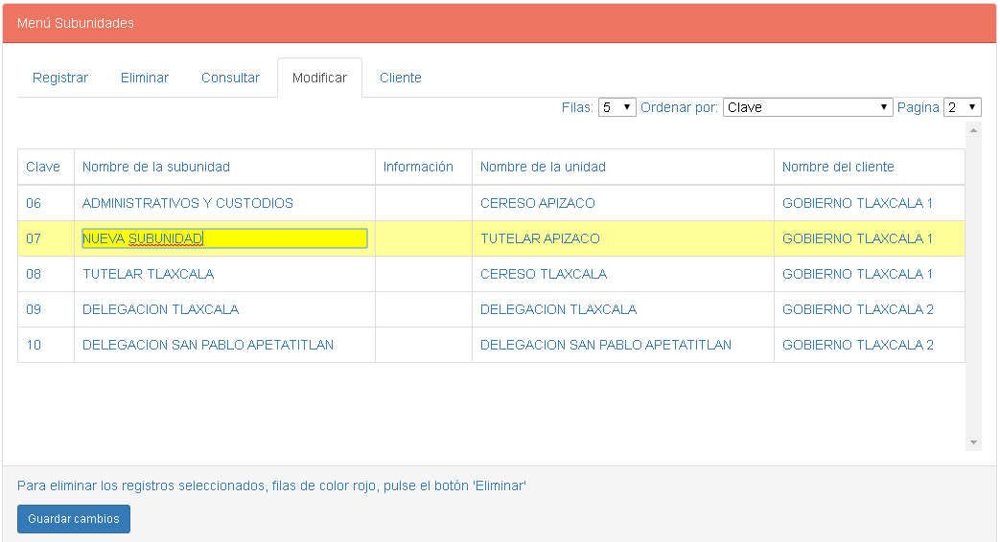 Menú Subunidades
Registrar Eliminar Consultar Modificar Cliente
Filas: 5 Ordenar por: Clave Pagina 2
Clave Nombre de la subunidad Información Nombre de la unidad Nombre del cliente
06 ADMINISTRATIVOS Y CUSTODIOS CERESO APIZACO GOBIERNO TLAXCALA 1
07 NUEVA SUBUNIDAD TUTELAR APIZACO GOBIERNO TLAXCALA 1
08 TUTELAR TLAXCALA CERESO TLAXCALA GOBIERNO TLAXCALA 1
09 DELEGACION TLAXCALA DELEGACION TLAXCALA GOBIERNO TLAXCALA 2
10 DELEGACION SAN PABLO APETATITLAN DELEGACION SAN PABLO APETATITLAN GOBIERNO TLAXCALA 2
Para eliminar los registros seleccionados, filas de color rojo, pulse el botón 'Eliminar'
Guardar cambios